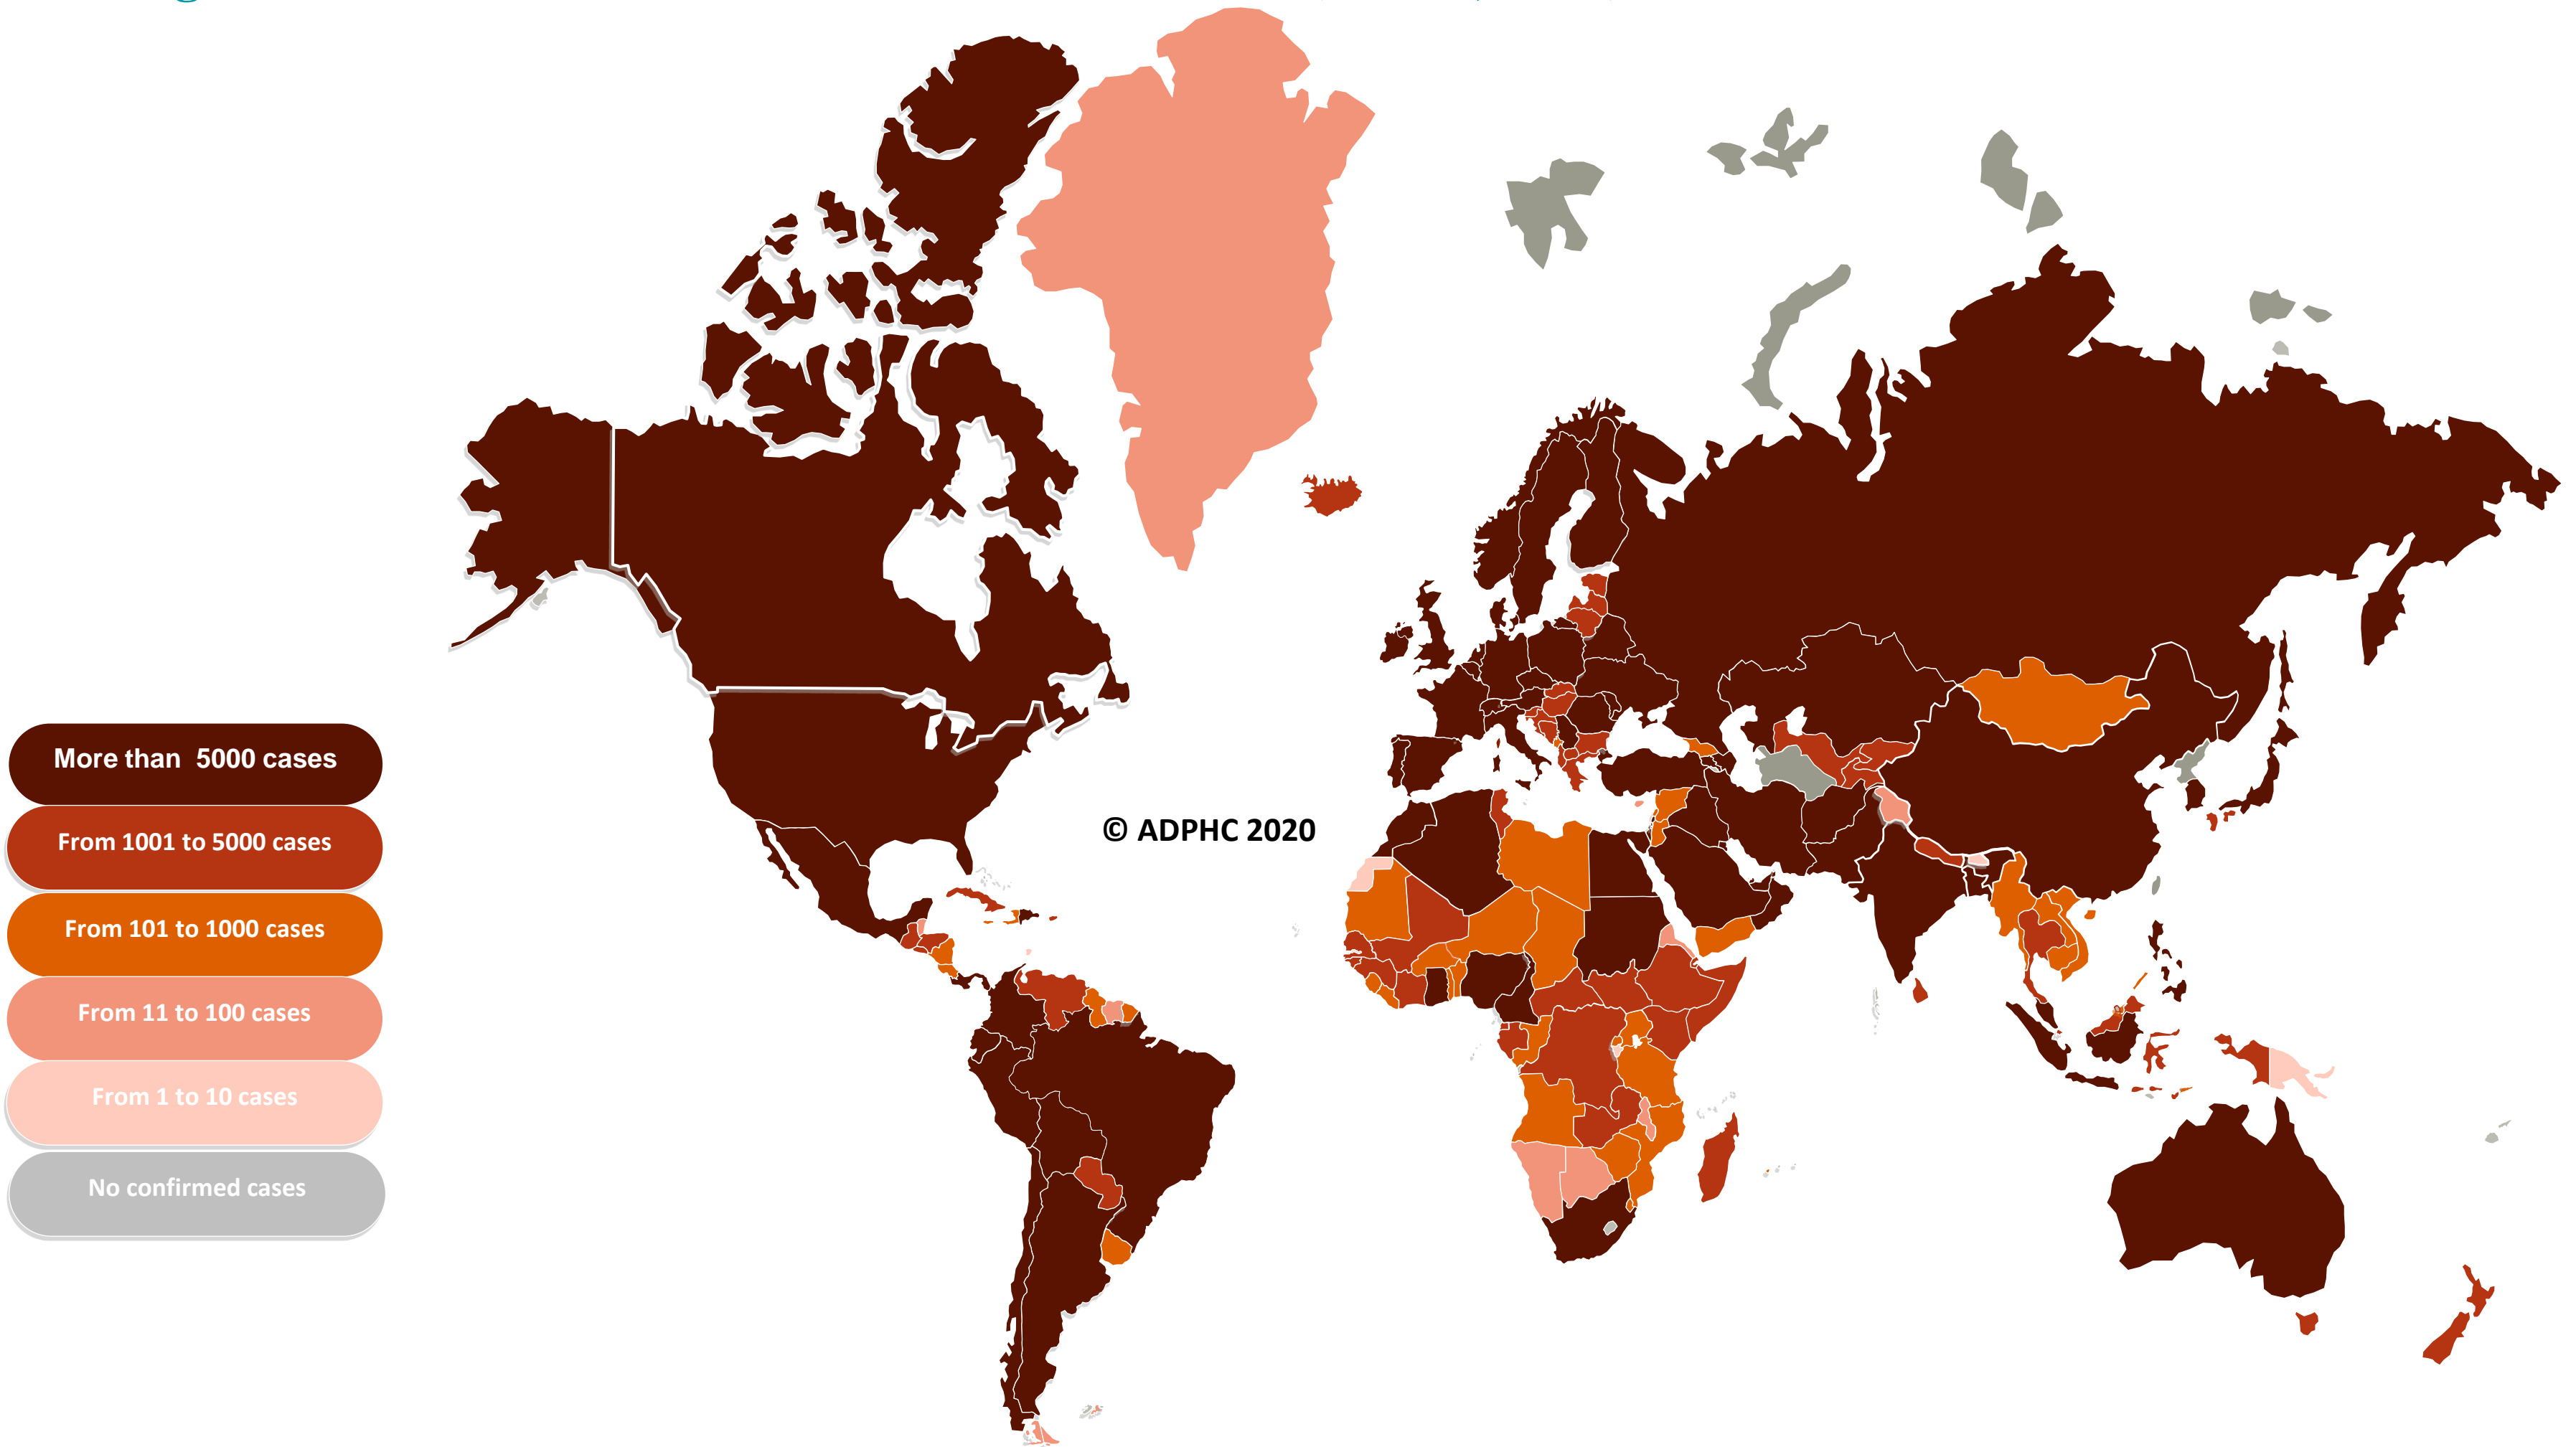 More than 5000 cases
From 1001 to 5000 cases
© ADPHC 2020
From 101 to 1000 cases
From 11 to 100 cases
From 1 to 10 cases
No confirmed cases